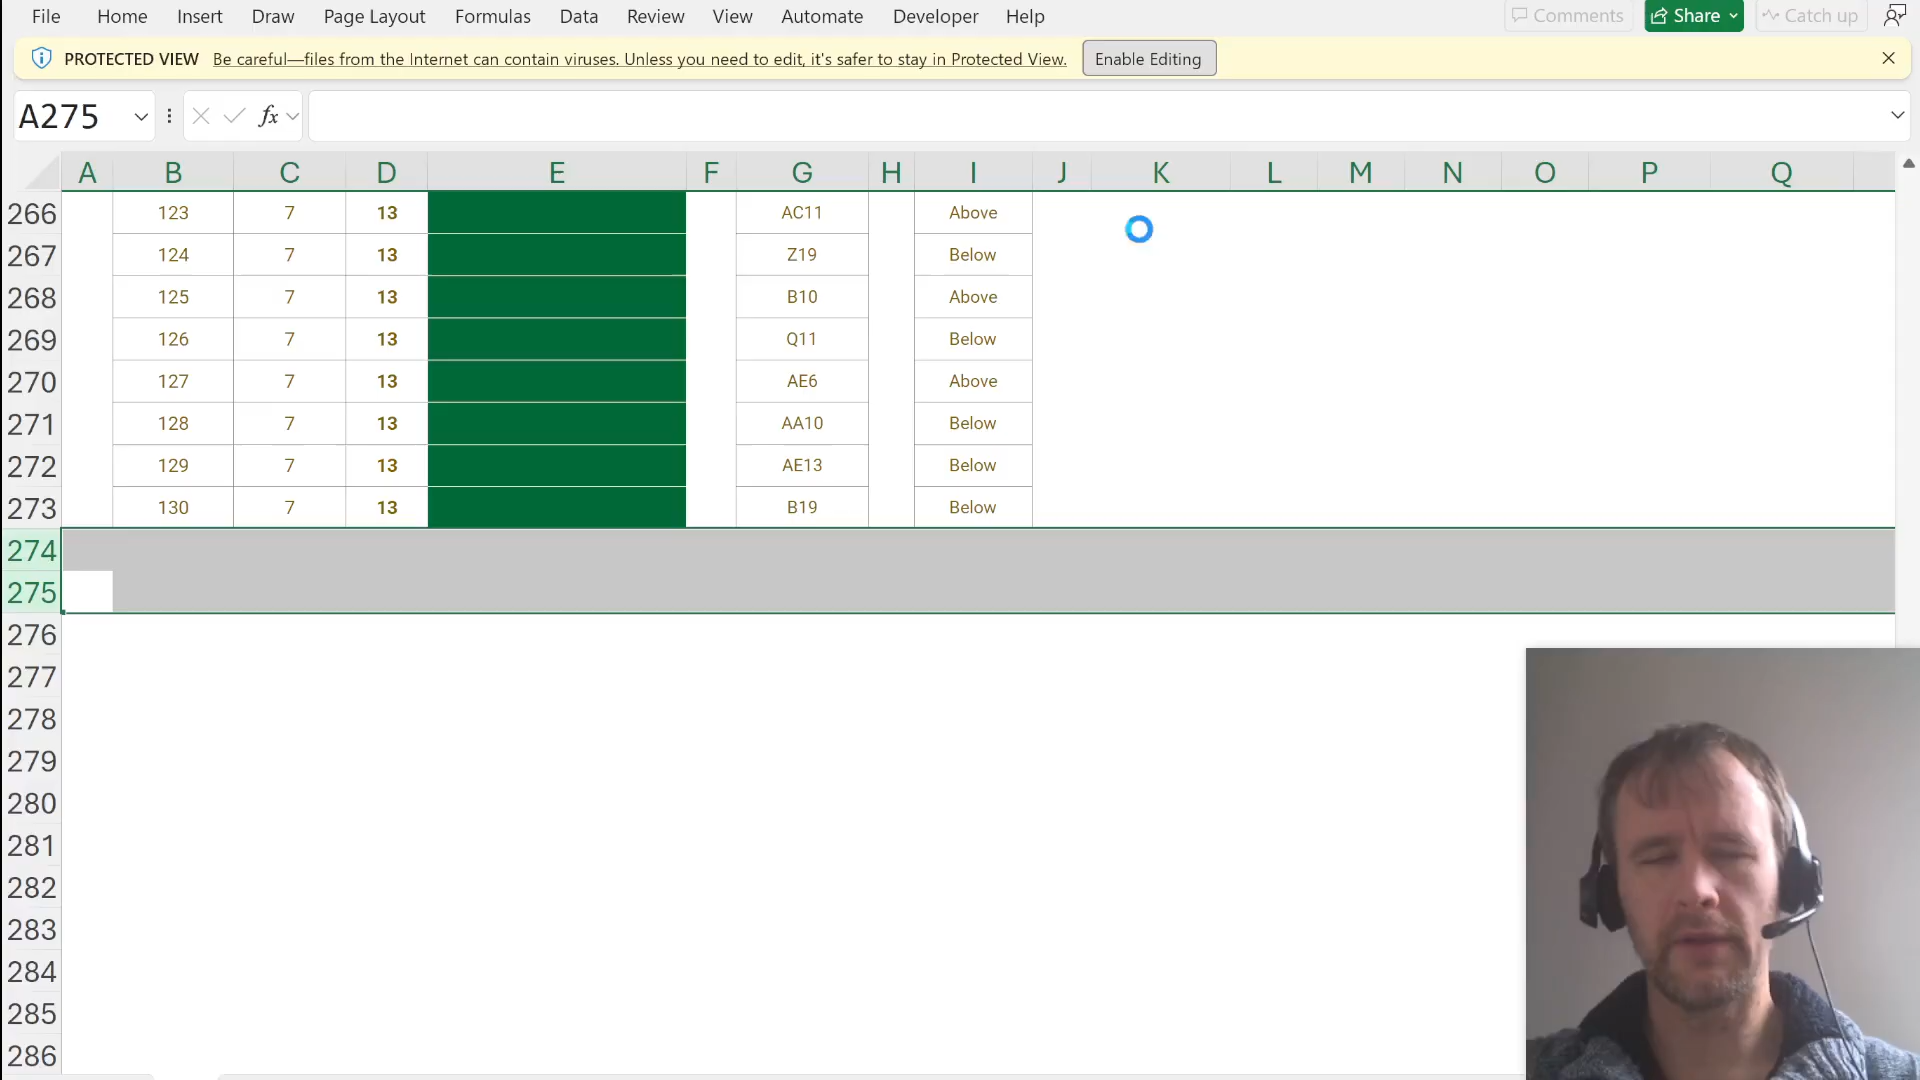 File Home Insert Draw Page Layout Formulas Data Review View Automate Developer Help Comments Share Catch up
PROTECTED VIEW Be careful—files from the Internet can contain viruses. Unless you need to edit, it's safer to stay in Protected View. Enable Editing
A275 fx
A B C D E F G H I J K L M N O P Q
266 123 7 13 AC11 Above
267 124 7 13 Z19 Below
268 125 7 13 B10 Above
269 126 7 13 Q11 Below
270 127 7 13 AE6 Above
271 128 7 13 AA10 Below
272 129 7 13 AE13 Below
273 130 7 13 B19 Below
274
275
276
277
278
279
280
281
282
283
284
285
286